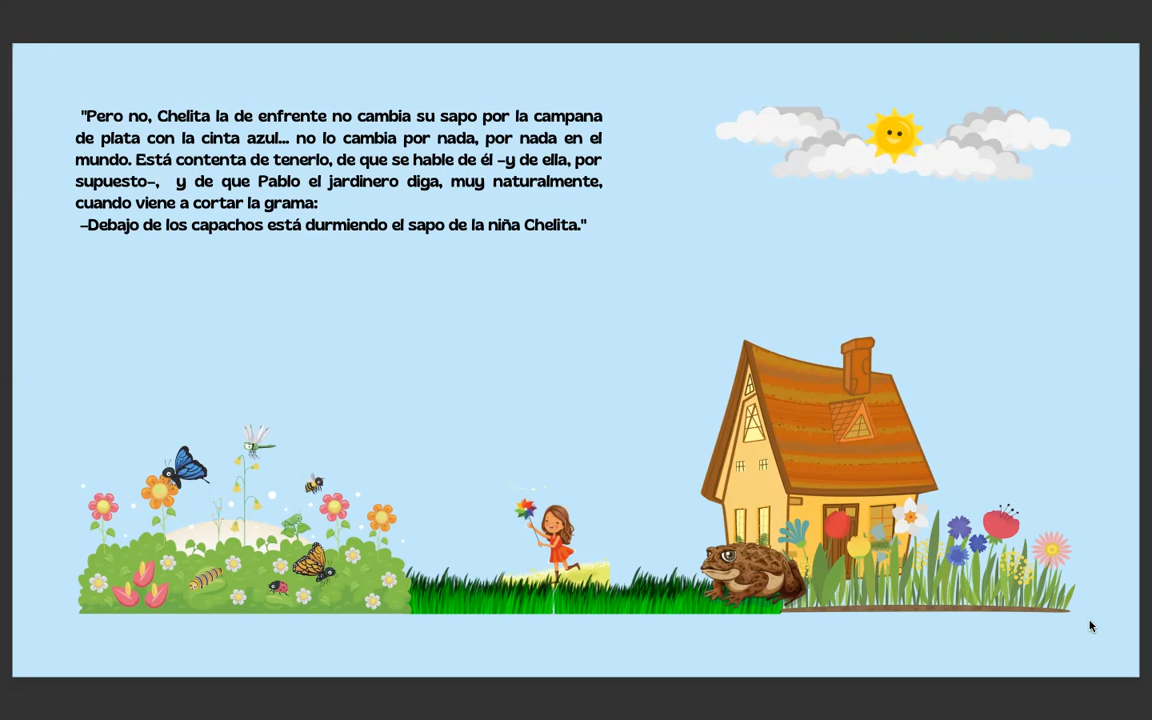 "Pero no, Chelita la de enfrente no cambia su sapo por la campana
de plata con la cinta azul... no lo cambia por nada, por nada en el
mundo. Está contenta de tenerlo, de que se hable de él –y de ella, por
supuesto–, y de que Pablo el jardinero diga, muy naturalmente,
cuando viene a cortar la grama:
–Debajo de los capachos está durmiendo el sapo de la niña Chelita."